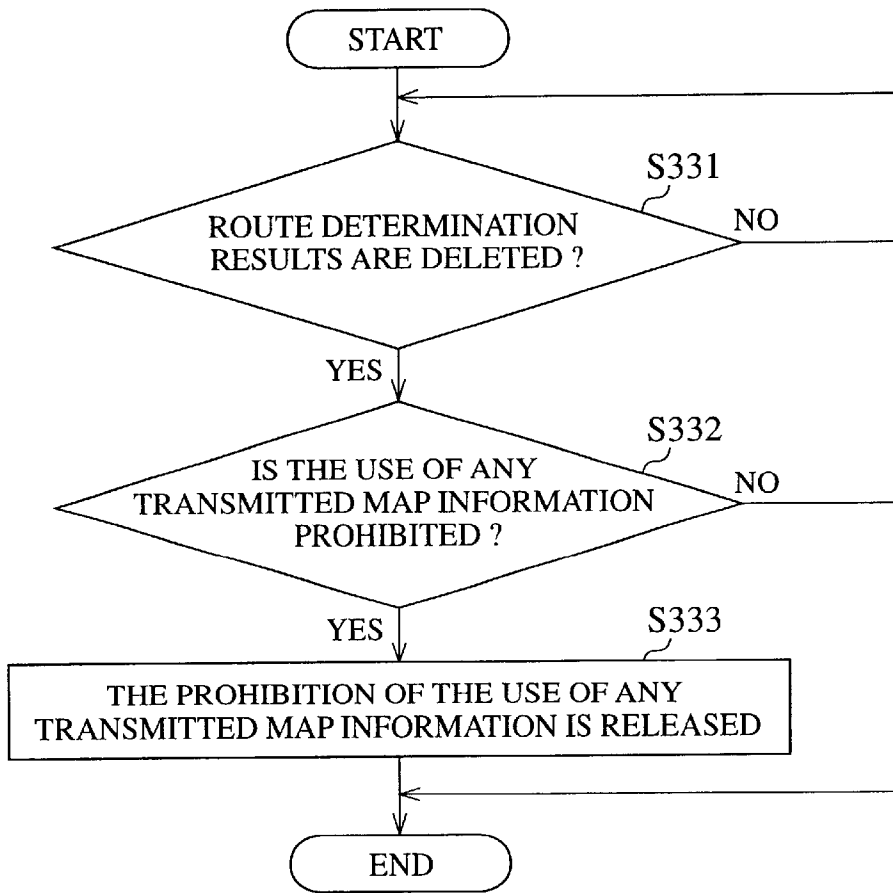 START
S331
ROUTE DETERMINATION
RESULTS ARE DELETED ?
NO
YES
S332
IS THE USE OF ANY
TRANSMITTED MAP INFORMATION
PROHIBITED ?
NO
YES
S333
THE PROHIBITION OF THE USE OF ANY
TRANSMITTED MAP INFORMATION IS RELEASED
END